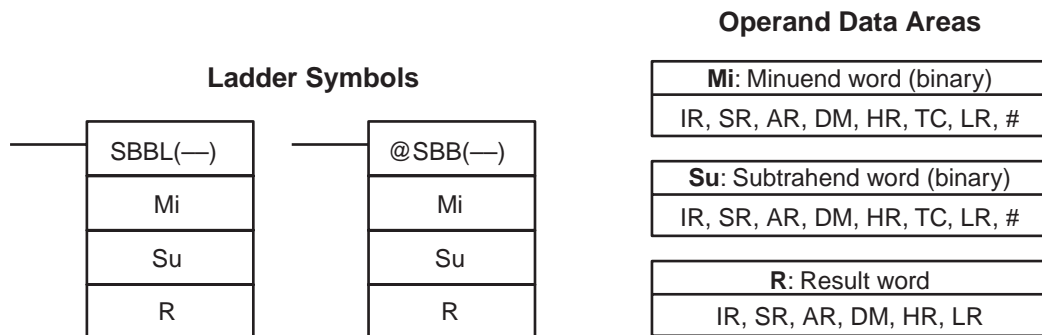 Ladder Symbols
SBBL(––)
Mi
Su
R
@SBB(––)
Mi
Su
R
Operand Data Areas
Mi: Minuend word (binary)
IR, SR, AR, DM, HR, TC, LR, #
Su: Subtrahend word (binary)
IR, SR, AR, DM, HR, TC, LR, #
R: Result word
IR, SR, AR, DM, HR, LR